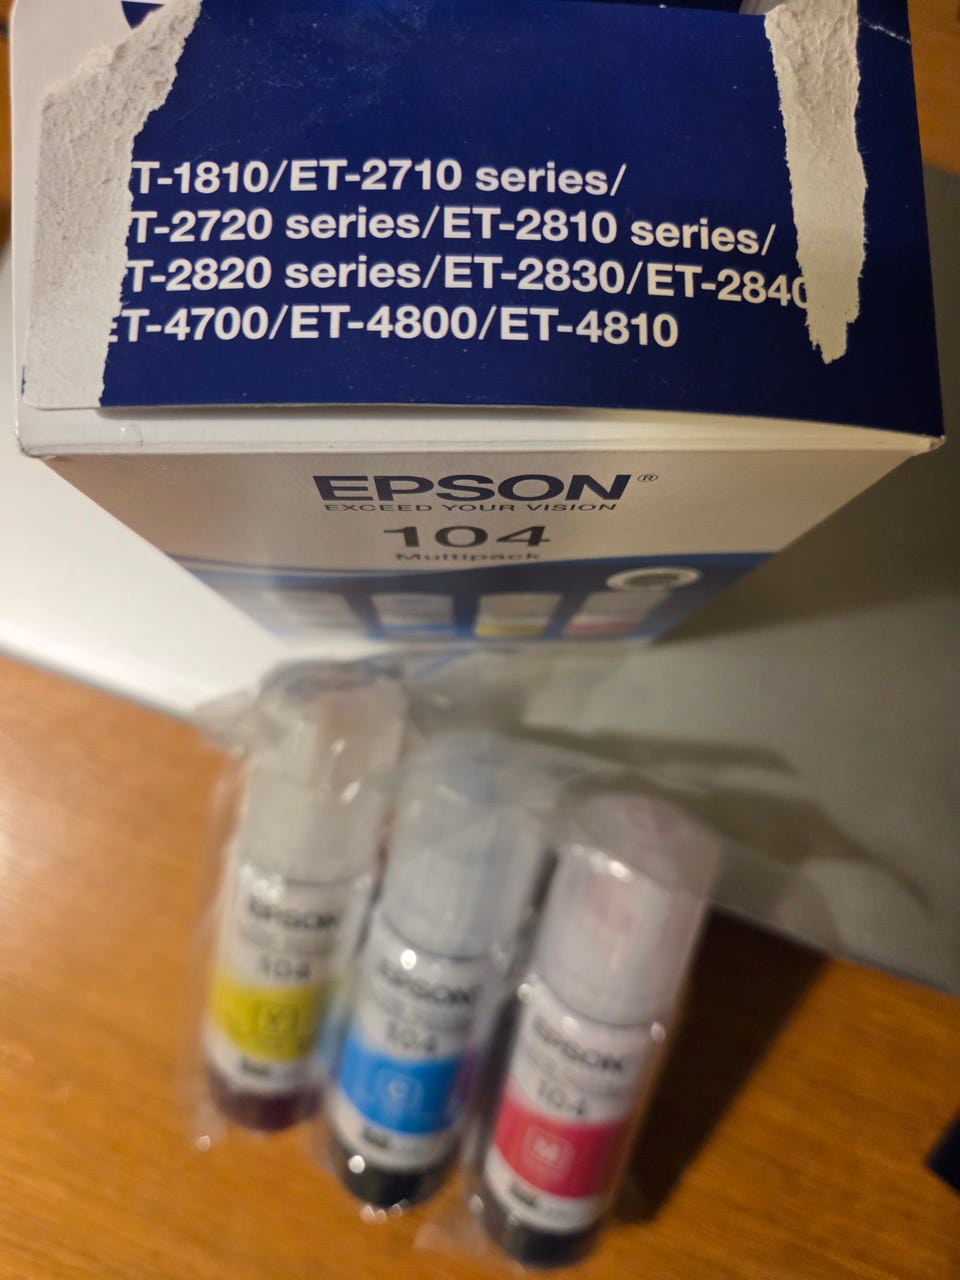 T-1810/ET-2710 series/
T-2720 series/ET-2810 series/
T-2820 series/ET-2830/ET-2840
ET-4700/ET-4800/ET-4810
EPSON®
EXCEED YOUR VISION
104
Multipack
EPSON
104
Y
EPSON
104
C
EPSON
104
M